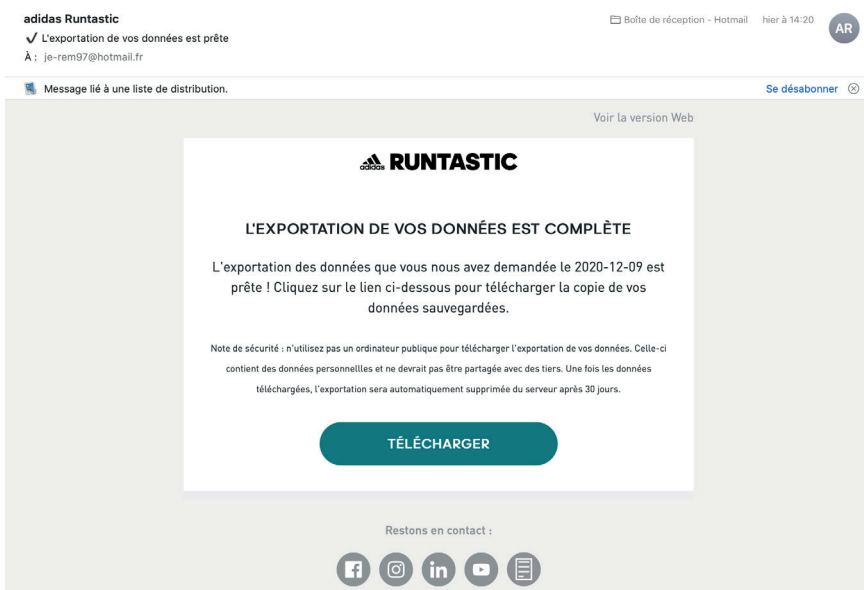 adidas Runtastic
Boîte de réception - Hotmail hier à 14:20
AR
✓ L'exportation de vos données est prête
À : je-rem97@hotmail.fr
Message lié à une liste de distribution.
Se désabonner
Voir la version Web
adidas RUNTASTIC
L'EXPORTATION DE VOS DONNÉES EST COMPLÈTE
L'exportation des données que vous nous avez demandée le 2020-12-09 est
prête ! Cliquez sur le lien ci-dessous pour télécharger la copie de vos
données sauvegardées.
Note de sécurité : n'utilisez pas un ordinateur publique pour télécharger l'exportation de vos données. Celle-ci
contient des données personnellles et ne devrait pas être partagée avec des tiers. Une fois les données
téléchargées, l'exportation sera automatiquement supprimée du serveur après 30 jours.
TÉLÉCHARGER
Restons en contact :